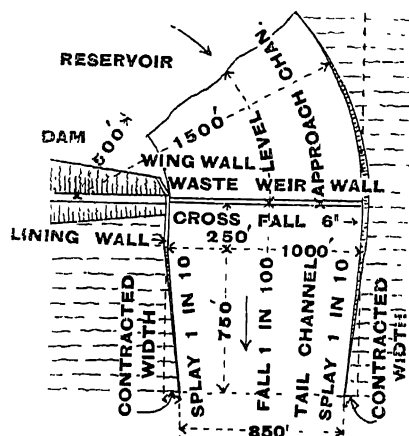 RESERVOIR
DAM
500'
1500'
LEVEL
APPROACH CHAN.
WING WALL
WASTE WEIR WALL
CROSS FALL 6"
LINING WALL
250'
1000'
750'
CONTRACTED WIDTH
SPLAY 1 IN 10
FALL 1 IN 100
TAIL CHANNEL
SPLAY 1 IN 10
CONTRACTED WIDTH
850'